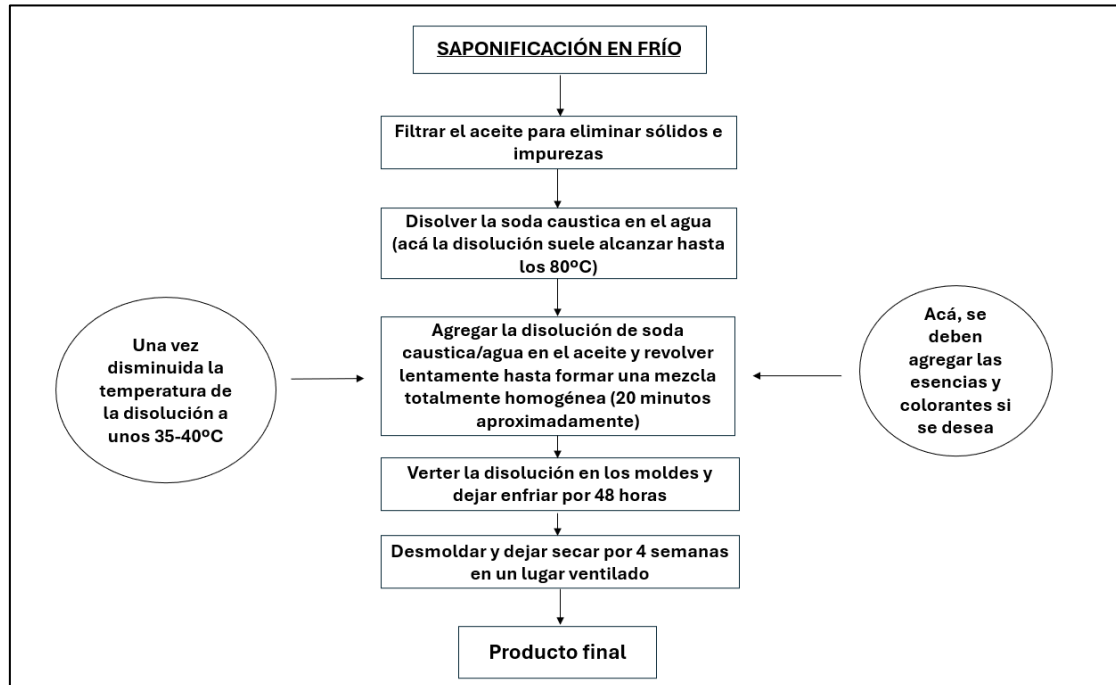 SAPONIFICACIÓN EN FRÍO
Filtrar el aceite para eliminar sólidos e
impurezas
Disolver la soda caustica en el agua
(acá la disolución suele alcanzar hasta
los 80ºC)
Una vez
disminuida la
temperatura de
la disolución a
unos 35-40ºC
Agregar la disolución de soda
caustica/agua en el aceite y revolver
lentamente hasta formar una mezcla
totalmente homogénea (20 minutos
aproximadamente)
Acá, se
deben
agregar las
esencias y
colorantes si
se desea
Verter la disolución en los moldes y
dejar enfriar por 48 horas
Desmoldar y dejar secar por 4 semanas
en un lugar ventilado
Producto final